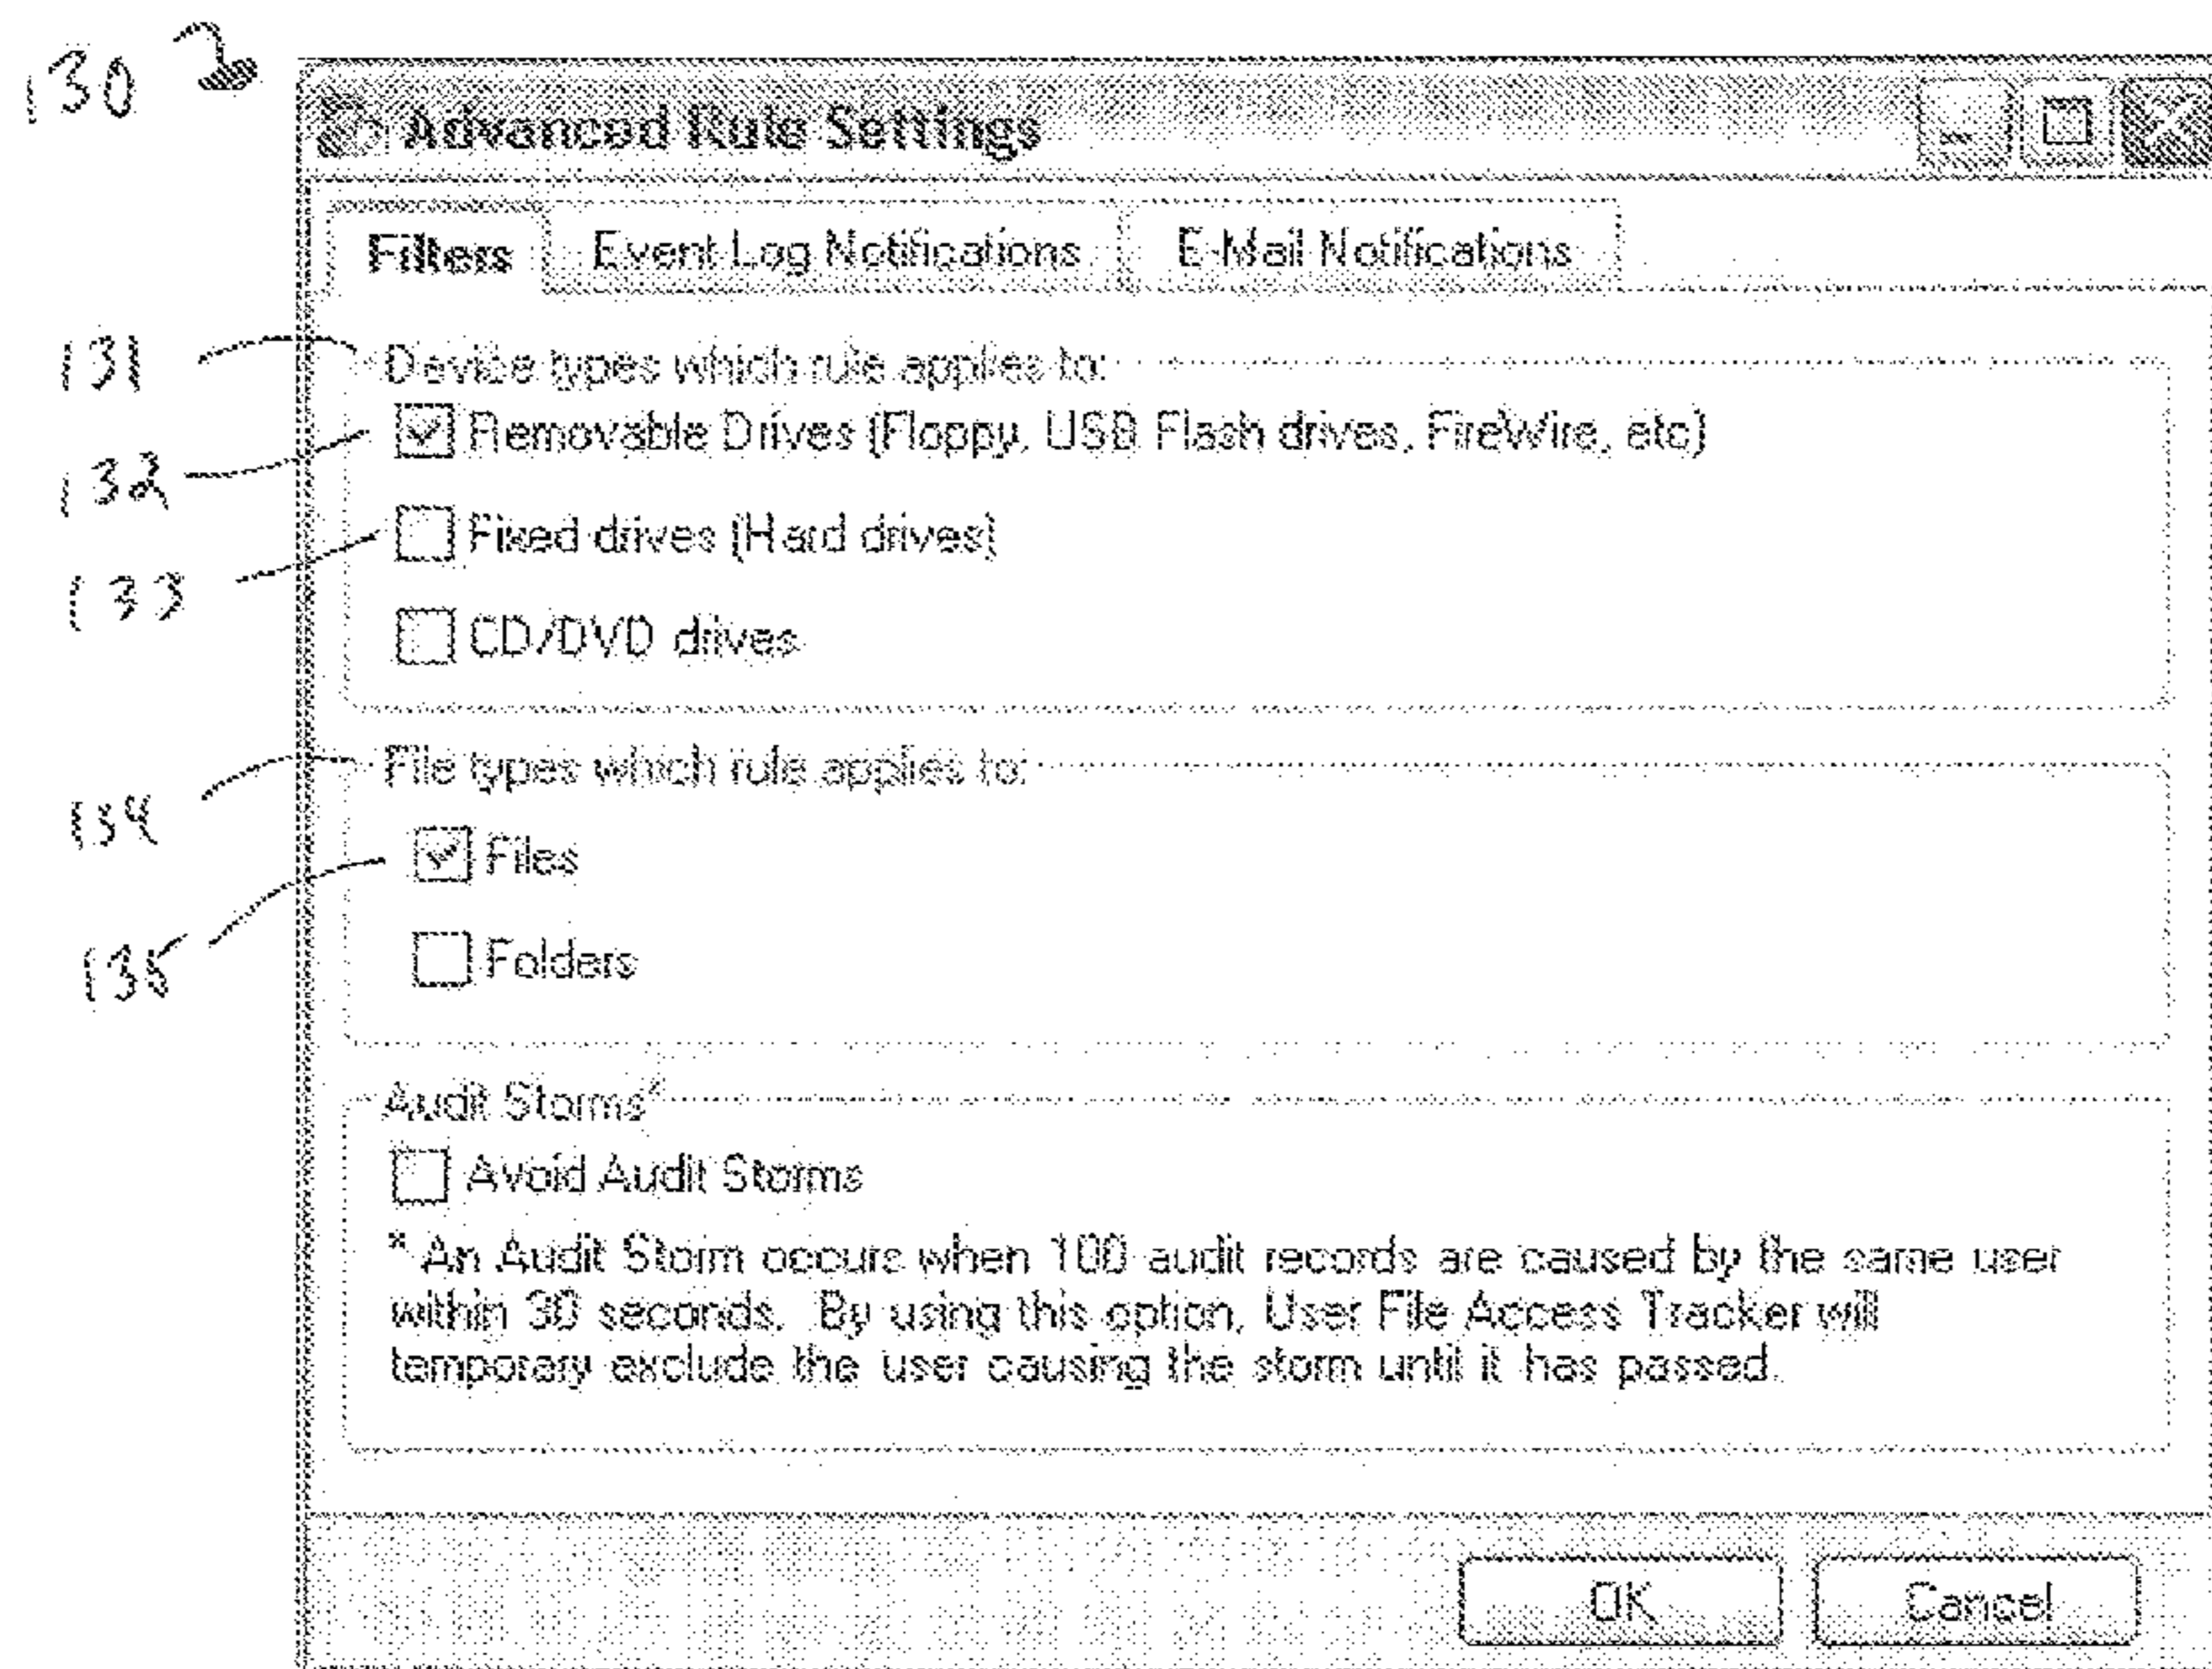 130
Advanced Rule Settings
Filters Event Log Notifications E-Mail Notifications
131 Device types which rule applies to:
132 Removable Drives (Floppy, USB Flash drives, FireWire, etc)
133 Fixed drives (Hard drives)
CD/DVD drives
134 File types which rule applies to:
135 Files
Folders
Audit Storms*
Avoid Audit Storms
* An Audit Storm occurs when 100 audit records are caused by the same user
within 30 seconds. By using this option, User File Access Tracker will
temporary exclude the user causing the storm until it has passed.
OK Cancel